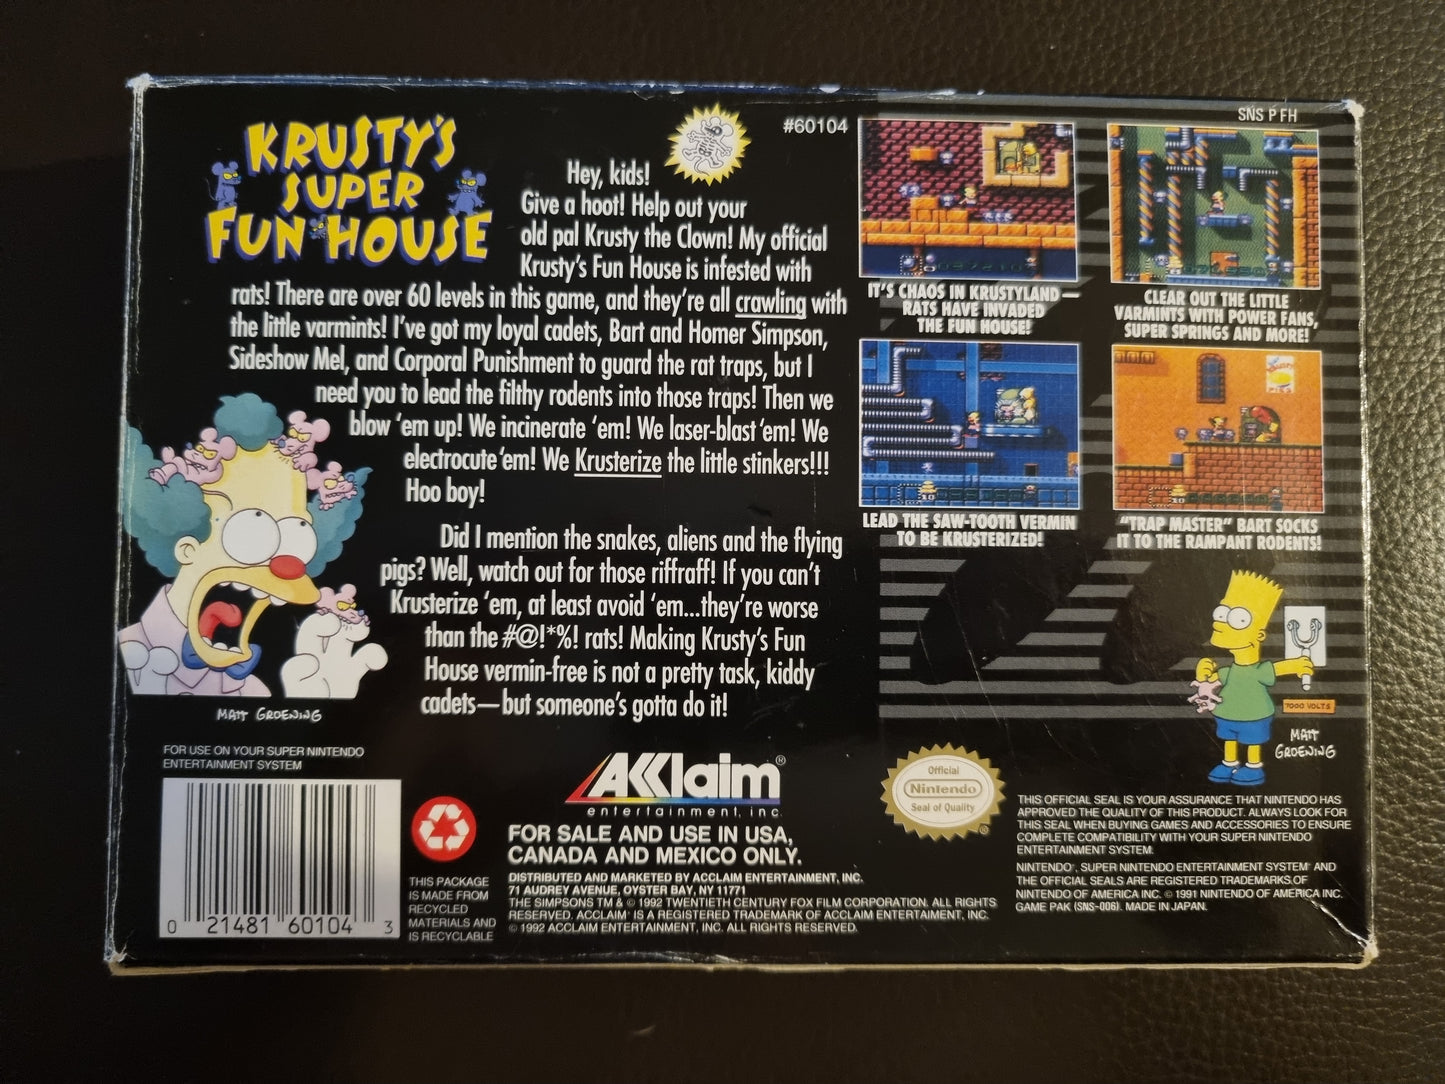 KRUSTY'S
SUPER
FUN HOUSE
#60104
SNS P FH
Hey, kids!
Give a hoot! Help out your
old pal Krusty the Clown! My official
Krusty's Fun House is infested with
rats! There are over 60 levels in this game, and they're all crawling with
the little varmints! I've got my loyal cadets, Bart and Homer Simpson,
Sideshow Mel, and Corporal Punishment to guard the rat traps, but I
need you to lead the filthy rodents into those traps! Then we
blow 'em up! We incinerate 'em! We laser-blast 'em! We
electrocute 'em! We Krusterize the little stinkers!!!
Hoo boy!
Did I mention the snakes, aliens and the flying
pigs? Well, watch out for those riffraff! If you can't
Krusterize 'em, at least avoid 'em...they're worse
than the #@!*%! rats! Making Krusty's Fun
House vermin-free is not a pretty task, kiddy
cadets—but someone's gotta do it!
MATT GROENING
IT'S CHAOS IN KRUSTYLAND—
RATS HAVE INVADED
THE FUN HOUSE!
CLEAR OUT THE LITTLE
VARMINTS WITH POWER FANS,
SUPER SPRINGS AND MORE!
LEAD THE SAW-TOOTH VERMIN
TO BE KRUSTERIZED!
"TRAP MASTER" BART SOCKS
IT TO THE RAMPANT RODENTS!
7000 VOLTS
MATT
GROENING
FOR USE ON YOUR SUPER NINTENDO
ENTERTAINMENT SYSTEM
0 21481 60104 3
THIS PACKAGE
IS MADE FROM
RECYCLED
MATERIALS AND
IS RECYCLABLE
AKKlaim®
entertainment, inc.
FOR SALE AND USE IN USA,
CANADA AND MEXICO ONLY.
DISTRIBUTED AND MARKETED BY ACCLAIM ENTERTAINMENT, INC.
71 AUDREY AVENUE, OYSTER BAY, NY 11771
THE SIMPSONS TM & © 1992 TWENTIETH CENTURY FOX FILM CORPORATION. ALL RIGHTS
RESERVED. ACCLAIM® IS A REGISTERED TRADEMARK OF ACCLAIM ENTERTAIMENT, INC.
© 1992 ACCLAIM ENTERTAINMENT, INC. ALL RIGHTS RESERVED.
Official
Nintendo
Seal of Quality
®
THIS OFFICIAL SEAL IS YOUR ASSURANCE THAT NINTENDO HAS
APPROVED THE QUALITY OF THIS PRODUCT. ALWAYS LOOK FOR
THIS SEAL WHEN BUYING GAMES AND ACCESSORIES TO ENSURE
COMPLETE COMPATIBILITY WITH YOUR SUPER NINTENDO
ENTERTAINMENT SYSTEM.
NINTENDO®, SUPER NINTENDO ENTERTAINMENT SYSTEM® AND
THE OFFICIAL SEALS ARE REGISTERED TRADEMARKS OF
NINTENDO OF AMERICA INC. © 1991 NINTENDO OF AMERICA INC.
GAME PAK (SNS-006). MADE IN JAPAN.